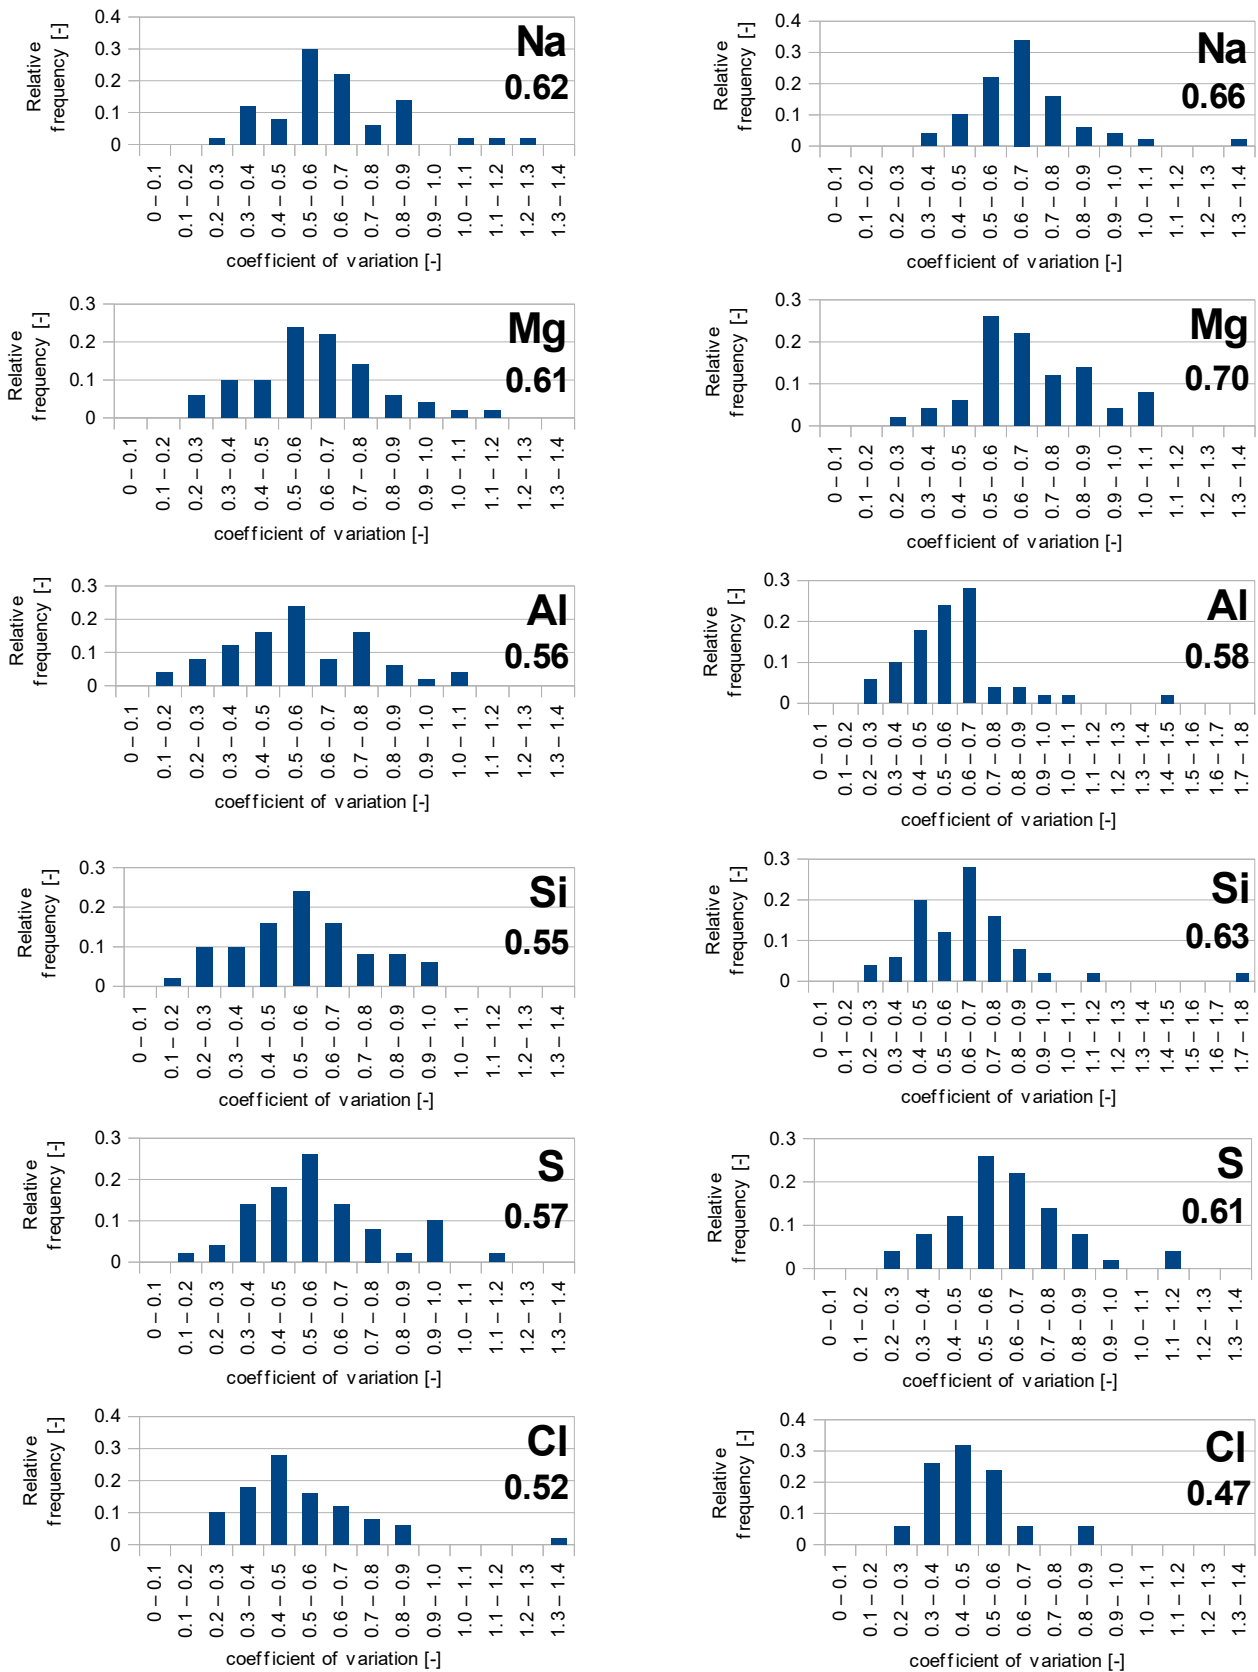 Relative
frequency [-]
0.4
0.3
0.2
0.1
0
Na
0.62
0 – 0.1
0.1 – 0.2
0.2 – 0.3
0.3 – 0.4
0.4 – 0.5
0.5 – 0.6
0.6 – 0.7
0.7 – 0.8
0.8 – 0.9
0.9 – 1.0
1.0 – 1.1
1.1 – 1.2
1.2 – 1.3
1.3 – 1.4
coefficient of variation [-]
Relative
frequency [-]
0.4
0.3
0.2
0.1
0
Na
0.66
0 – 0.1
0.1 – 0.2
0.2 – 0.3
0.3 – 0.4
0.4 – 0.5
0.5 – 0.6
0.6 – 0.7
0.7 – 0.8
0.8 – 0.9
0.9 – 1.0
1.0 – 1.1
1.1 – 1.2
1.2 – 1.3
1.3 – 1.4
coefficient of variation [-]
Relative
frequency [-]
0.3
0.2
0.1
0
Mg
0.61
0 – 0.1
0.1 – 0.2
0.2 – 0.3
0.3 – 0.4
0.4 – 0.5
0.5 – 0.6
0.6 – 0.7
0.7 – 0.8
0.8 – 0.9
0.9 – 1.0
1.0 – 1.1
1.1 – 1.2
1.2 – 1.3
1.3 – 1.4
coefficient of variation [-]
Relative
frequency [-]
0.3
0.2
0.1
0
Mg
0.70
0 – 0.1
0.1 – 0.2
0.2 – 0.3
0.3 – 0.4
0.4 – 0.5
0.5 – 0.6
0.6 – 0.7
0.7 – 0.8
0.8 – 0.9
0.9 – 1.0
1.0 – 1.1
1.1 – 1.2
1.2 – 1.3
1.3 – 1.4
coefficient of variation [-]
Relative
frequency [-]
0.3
0.2
0.1
0
Al
0.56
0 – 0.1
0.1 – 0.2
0.2 – 0.3
0.3 – 0.4
0.4 – 0.5
0.5 – 0.6
0.6 – 0.7
0.7 – 0.8
0.8 – 0.9
0.9 – 1.0
1.0 – 1.1
1.1 – 1.2
1.2 – 1.3
1.3 – 1.4
coefficient of variation [-]
Relative
frequency [-]
0.3
0.2
0.1
0
Al
0.58
0 – 0.1
0.1 – 0.2
0.2 – 0.3
0.3 – 0.4
0.4 – 0.5
0.5 – 0.6
0.6 – 0.7
0.7 – 0.8
0.8 – 0.9
0.9 – 1.0
1.0 – 1.1
1.1 – 1.2
1.2 – 1.3
1.3 – 1.4
1.4 – 1.5
1.5 – 1.6
1.6 – 1.7
1.7 – 1.8
coefficient of variation [-]
Relative
frequency [-]
0.3
0.2
0.1
0
Si
0.55
0 – 0.1
0.1 – 0.2
0.2 – 0.3
0.3 – 0.4
0.4 – 0.5
0.5 – 0.6
0.6 – 0.7
0.7 – 0.8
0.8 – 0.9
0.9 – 1.0
1.0 – 1.1
1.1 – 1.2
1.2 – 1.3
1.3 – 1.4
coefficient of variation [-]
Relative
frequency [-]
0.3
0.2
0.1
0
Si
0.63
0 – 0.1
0.1 – 0.2
0.2 – 0.3
0.3 – 0.4
0.4 – 0.5
0.5 – 0.6
0.6 – 0.7
0.7 – 0.8
0.8 – 0.9
0.9 – 1.0
1.0 – 1.1
1.1 – 1.2
1.2 – 1.3
1.3 – 1.4
1.4 – 1.5
1.5 – 1.6
1.6 – 1.7
1.7 – 1.8
coefficient of variation [-]
Relative
frequency [-]
0.3
0.2
0.1
0
S
0.57
0 – 0.1
0.1 – 0.2
0.2 – 0.3
0.3 – 0.4
0.4 – 0.5
0.5 – 0.6
0.6 – 0.7
0.7 – 0.8
0.8 – 0.9
0.9 – 1.0
1.0 – 1.1
1.1 – 1.2
1.2 – 1.3
1.3 – 1.4
coefficient of variation [-]
Relative
frequency [-]
0.3
0.2
0.1
0
S
0.61
0 – 0.1
0.1 – 0.2
0.2 – 0.3
0.3 – 0.4
0.4 – 0.5
0.5 – 0.6
0.6 – 0.7
0.7 – 0.8
0.8 – 0.9
0.9 – 1.0
1.0 – 1.1
1.1 – 1.2
1.2 – 1.3
1.3 – 1.4
coefficient of variation [-]
Relative
frequency [-]
0.4
0.3
0.2
0.1
0
Cl
0.52
0 – 0.1
0.1 – 0.2
0.2 – 0.3
0.3 – 0.4
0.4 – 0.5
0.5 – 0.6
0.6 – 0.7
0.7 – 0.8
0.8 – 0.9
0.9 – 1.0
1.0 – 1.1
1.1 – 1.2
1.2 – 1.3
1.3 – 1.4
coefficient of variation [-]
Relative
frequency [-]
0.4
0.3
0.2
0.1
0
Cl
0.47
0 – 0.1
0.1 – 0.2
0.2 – 0.3
0.3 – 0.4
0.4 – 0.5
0.5 – 0.6
0.6 – 0.7
0.7 – 0.8
0.8 – 0.9
0.9 – 1.0
1.0 – 1.1
1.1 – 1.2
1.2 – 1.3
1.3 – 1.4
coefficient of variation [-]